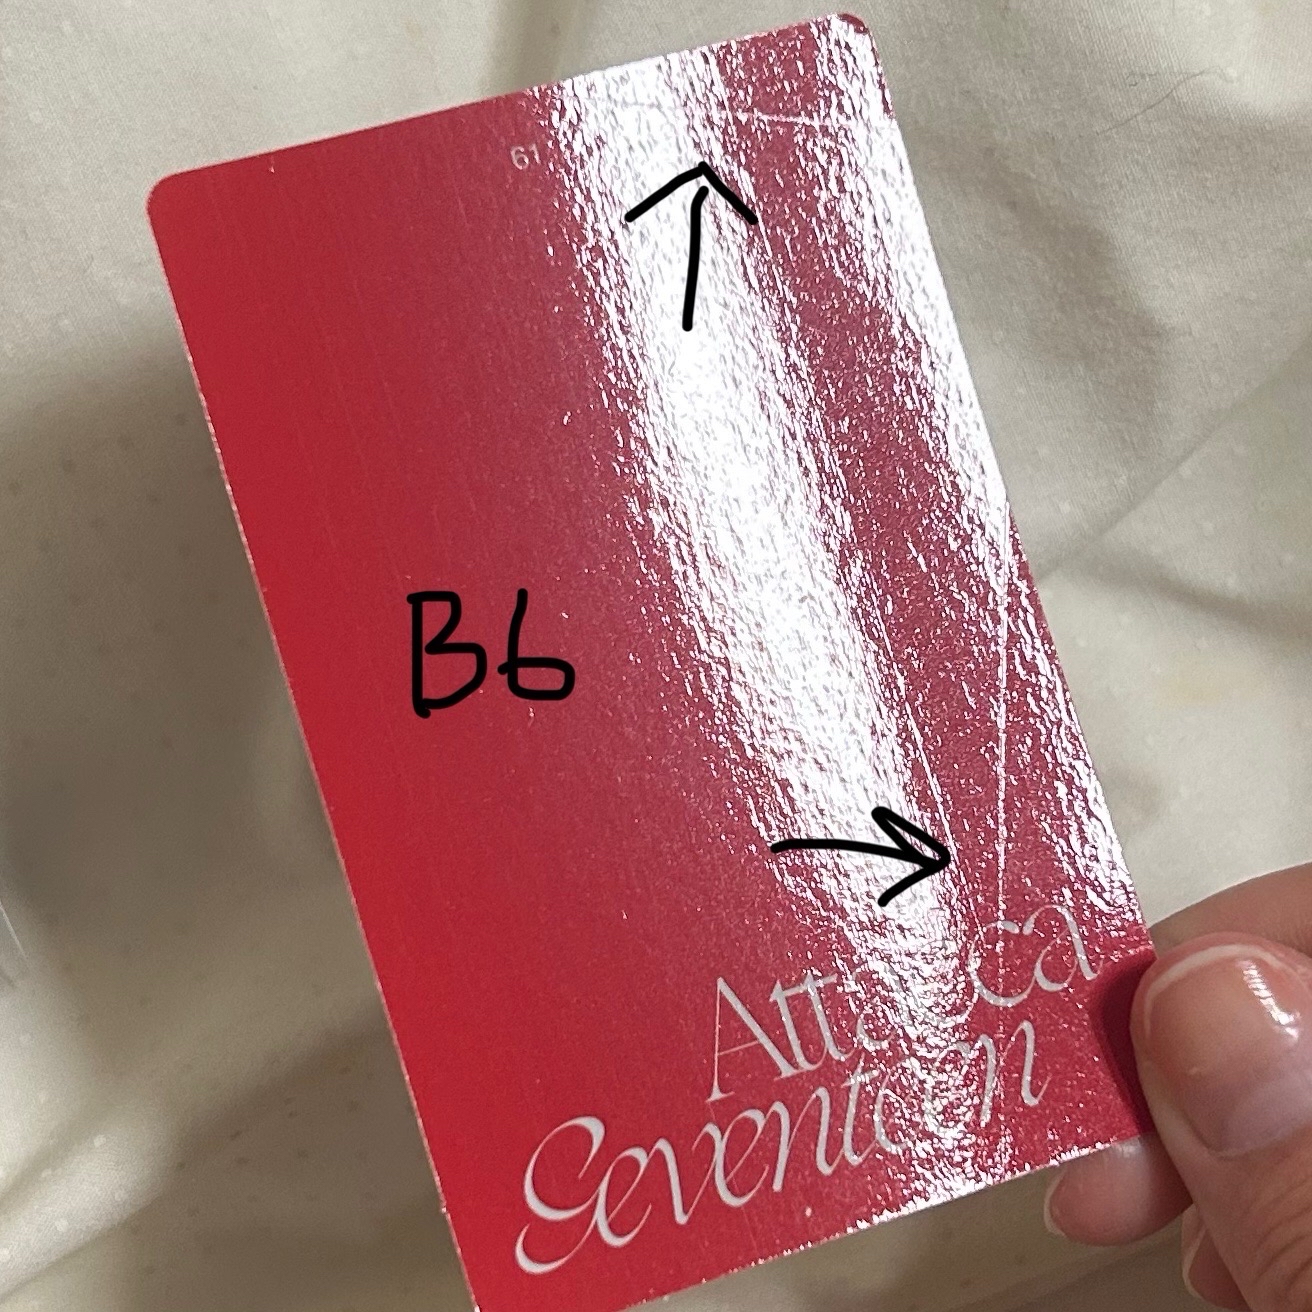 61
B6
Attacca
Seventeen